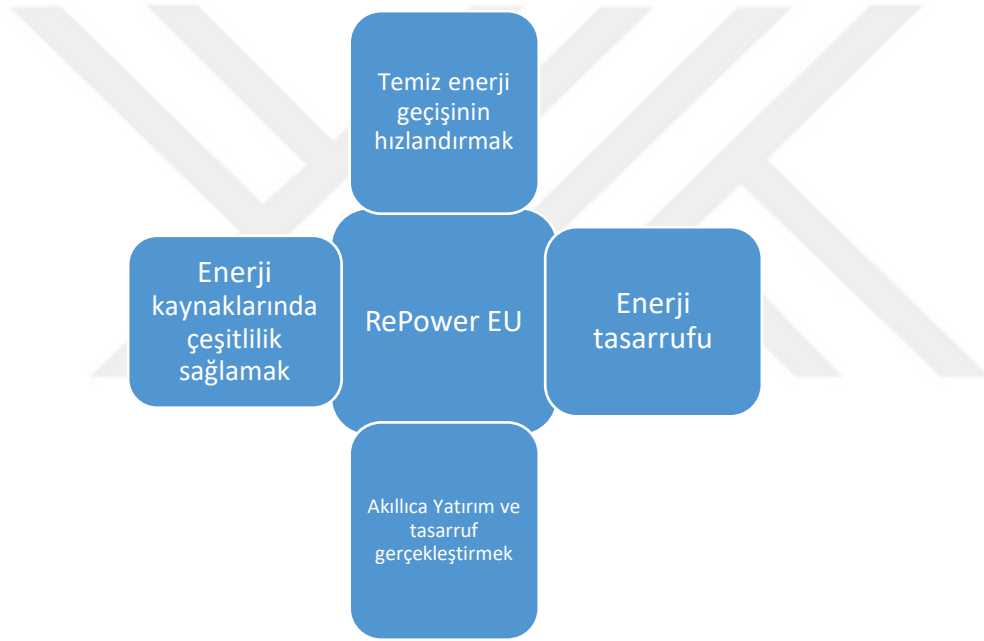 Temiz enerji
geçişinin
hızlandırmak
Enerji
kaynaklarında
çeşitlilik
sağlamak
RePower EU
Enerji
tasarrufu
Akıllıca Yatırım ve
tasarruf
gerçekleştirmek